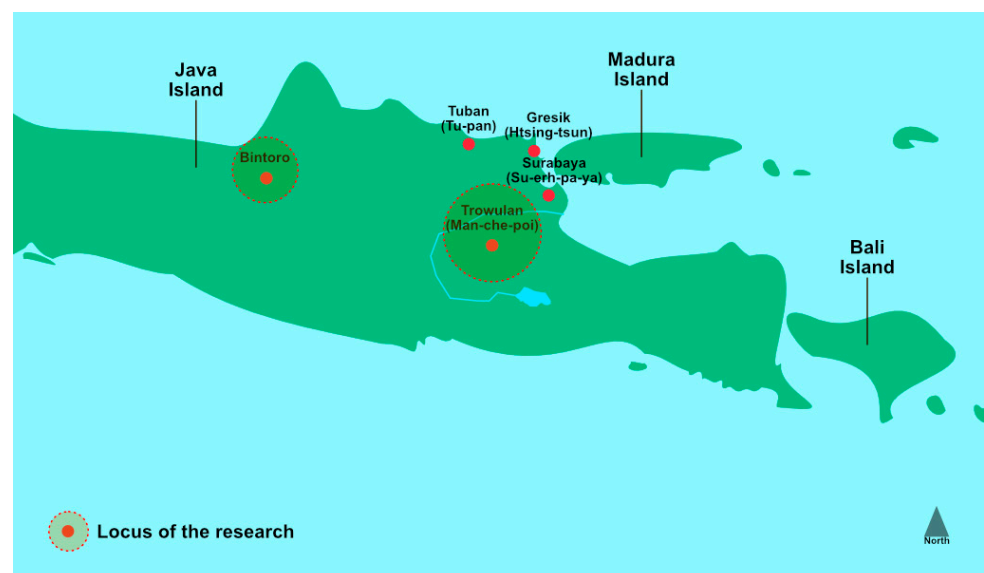 Java
Island
Madura
Island
Tuban
(Tu-pan)
Gresik
(Htsing-tsun)
Bintoro
Surabaya
(Su-erh-pa-ya)
Trowulan
(Man-che-poi)
Bali
Island
Locus of the research
North